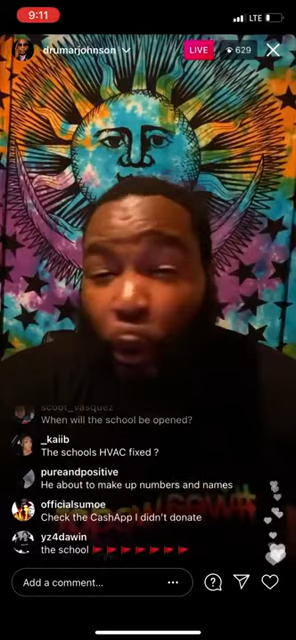 9:11
LTE
drumarjohnson
LIVE
629
scoot_vasquez
When will the school be opened?
_kaiib
The schools HVAC fixed ?
pureandpositive
He about to make up numbers and names
officialsumoe
Check the CashApp I didn't donate
yz4dawin
the school 🚩🚩🚩🚩🚩🚩🚩
Add a comment...